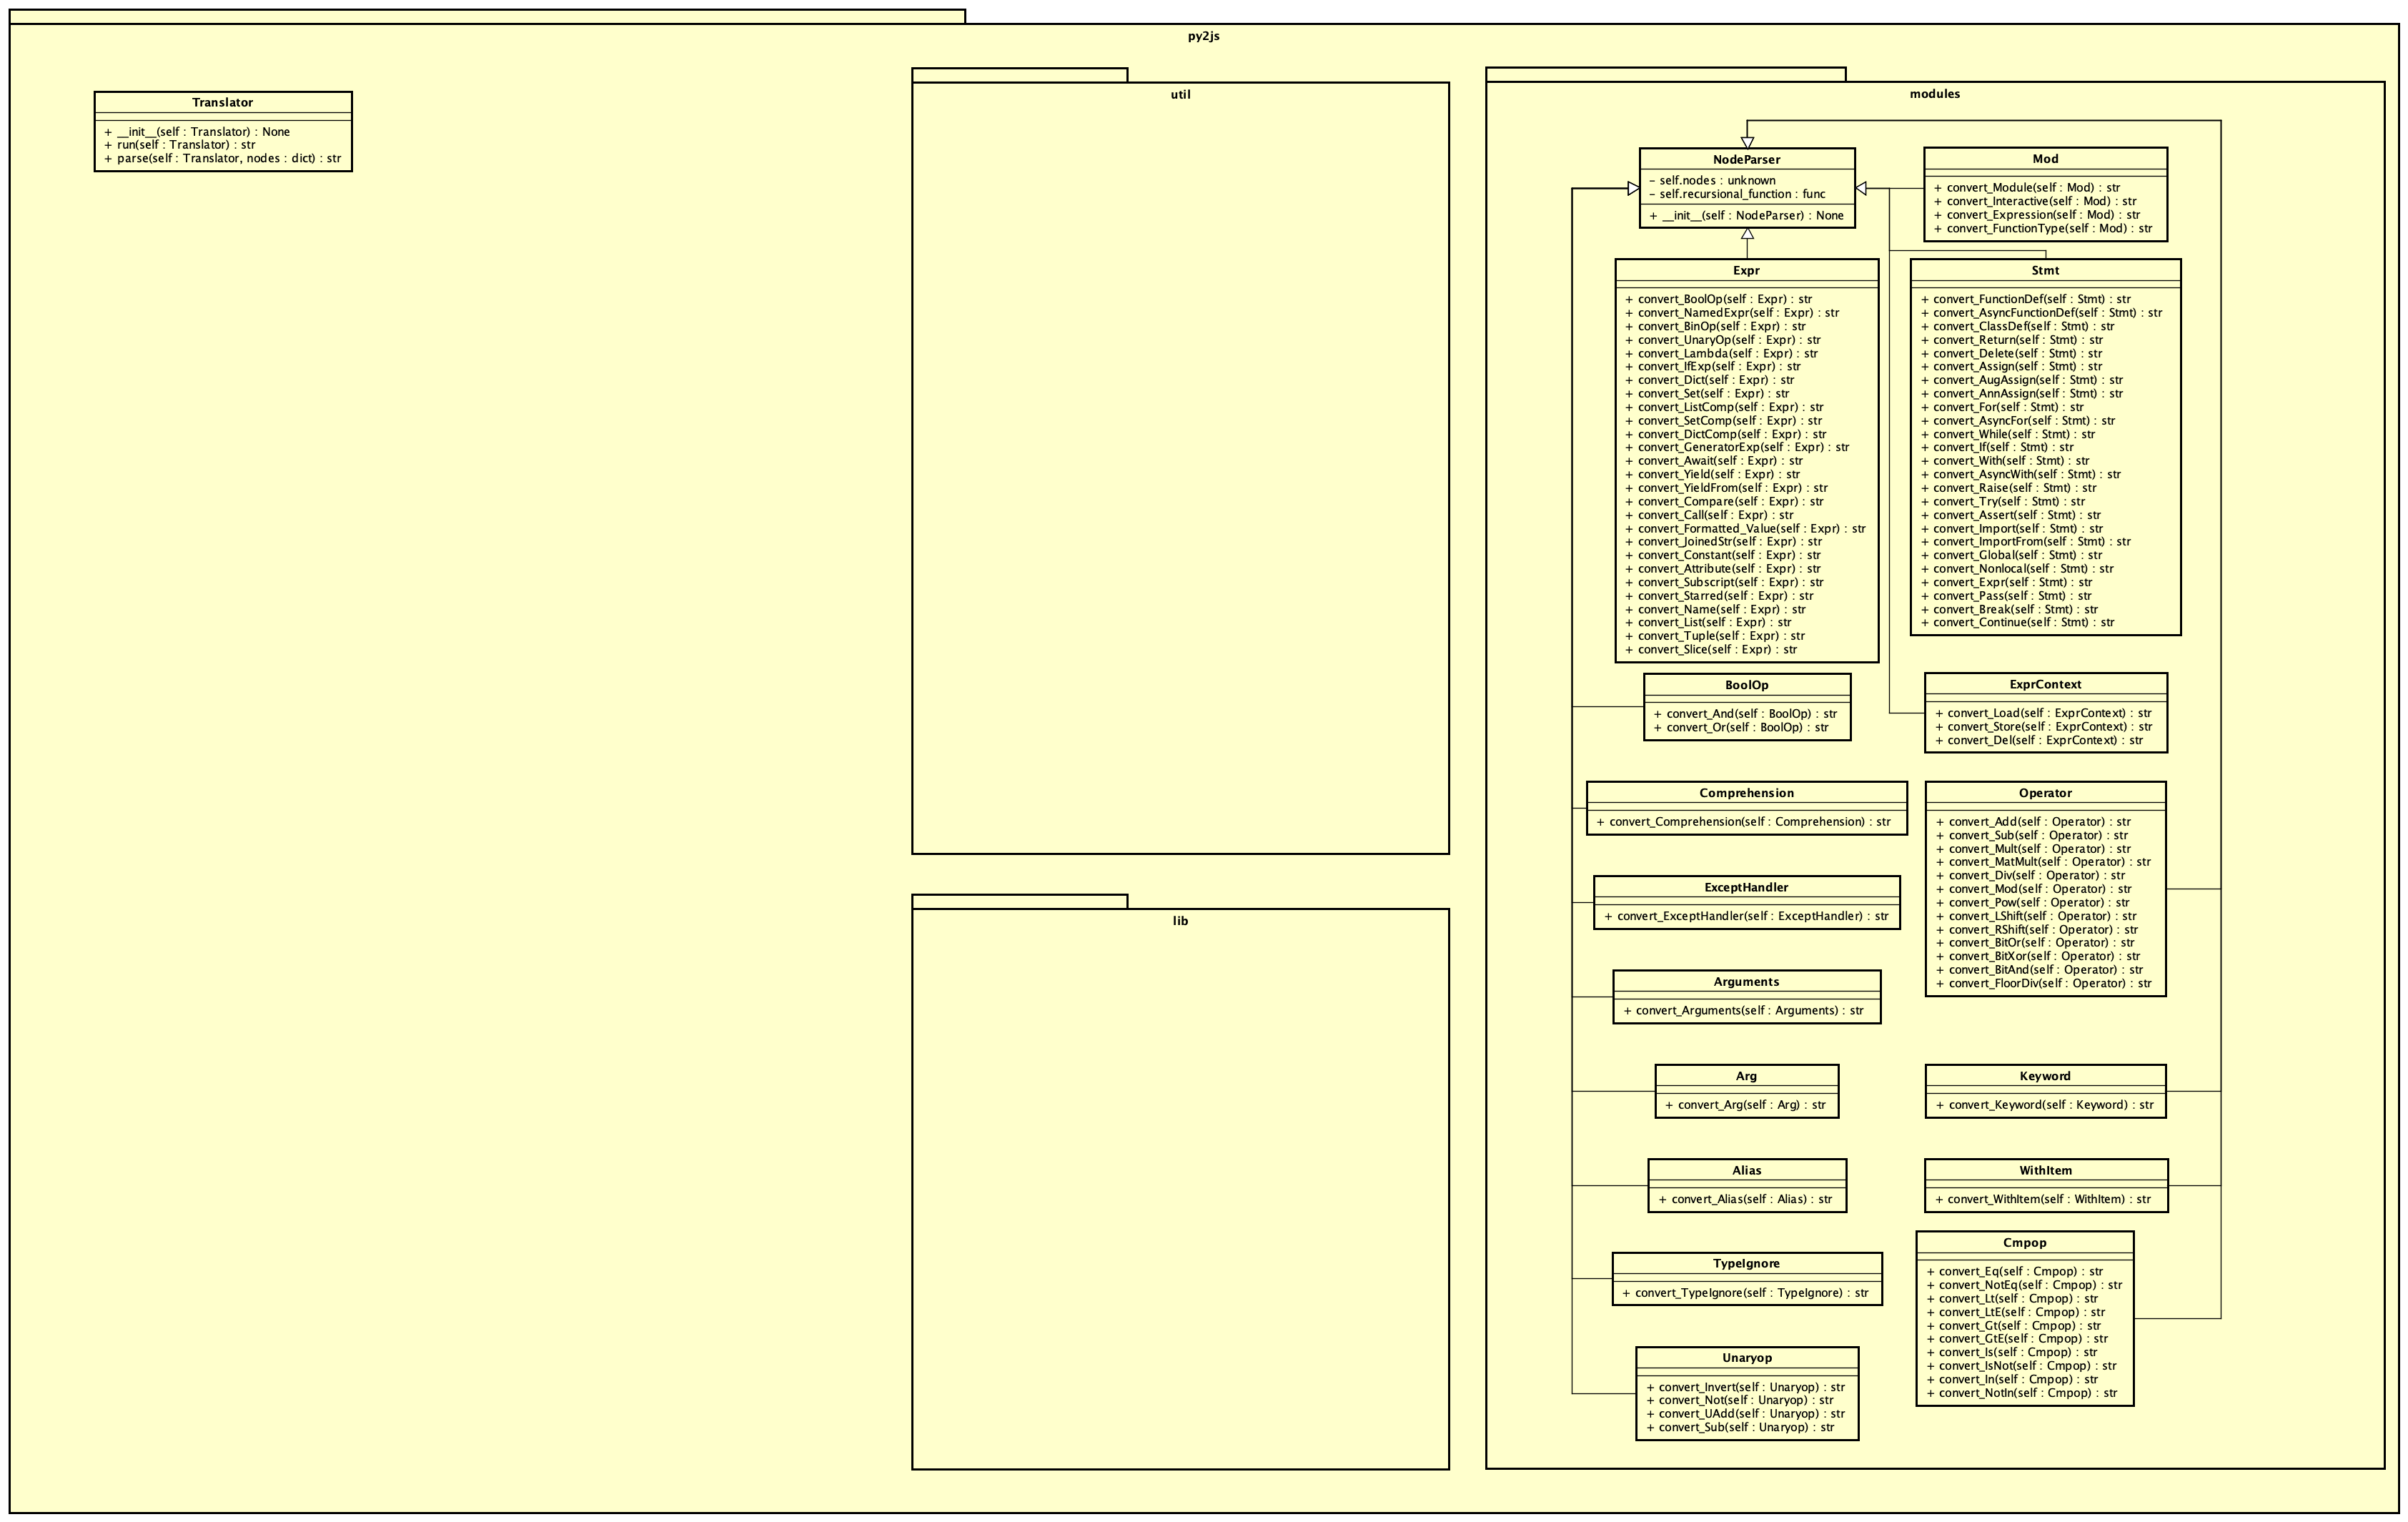 py2js
Translator
+ __init__(self : Translator) : None
+ run(self : Translator) : str
+ parse(self : Translator, nodes : dict) : str
util
lib
modules
NodeParser
– self.nodes : unknown
– self.recursional_function : func
+ __init__(self : NodeParser) : None
Mod
+ convert_Module(self : Mod) : str
+ convert_Interactive(self : Mod) : str
+ convert_Expression(self : Mod) : str
+ convert_FunctionType(self : Mod) : str
Expr
+ convert_BoolOp(self : Expr) : str
+ convert_NamedExpr(self : Expr) : str
+ convert_BinOp(self : Expr) : str
+ convert_UnaryOp(self : Expr) : str
+ convert_Lambda(self : Expr) : str
+ convert_IfExp(self : Expr) : str
+ convert_Dict(self : Expr) : str
+ convert_Set(self : Expr) : str
+ convert_ListComp(self : Expr) : str
+ convert_SetComp(self : Expr) : str
+ convert_DictComp(self : Expr) : str
+ convert_GeneratorExp(self : Expr) : str
+ convert_Await(self : Expr) : str
+ convert_Yield(self : Expr) : str
+ convert_YieldFrom(self : Expr) : str
+ convert_Compare(self : Expr) : str
+ convert_Call(self : Expr) : str
+ convert_Formatted_Value(self : Expr) : str
+ convert_JoinedStr(self : Expr) : str
+ convert_Constant(self : Expr) : str
+ convert_Attribute(self : Expr) : str
+ convert_Subscript(self : Expr) : str
+ convert_Starred(self : Expr) : str
+ convert_Name(self : Expr) : str
+ convert_List(self : Expr) : str
+ convert_Tuple(self : Expr) : str
+ convert_Slice(self : Expr) : str
Stmt
+ convert_FunctionDef(self : Stmt) : str
+ convert_AsyncFunctionDef(self : Stmt) : str
+ convert_ClassDef(self : Stmt) : str
+ convert_Return(self : Stmt) : str
+ convert_Delete(self : Stmt) : str
+ convert_Assign(self : Stmt) : str
+ convert_AugAssign(self : Stmt) : str
+ convert_AnnAssign(self : Stmt) : str
+ convert_For(self : Stmt) : str
+ convert_AsyncFor(self : Stmt) : str
+ convert_While(self : Stmt) : str
+ convert_If(self : Stmt) : str
+ convert_With(self : Stmt) : str
+ convert_AsyncWith(self : Stmt) : str
+ convert_Raise(self : Stmt) : str
+ convert_Try(self : Stmt) : str
+ convert_Assert(self : Stmt) : str
+ convert_Import(self : Stmt) : str
+ convert_ImportFrom(self : Stmt) : str
+ convert_Global(self : Stmt) : str
+ convert_Nonlocal(self : Stmt) : str
+ convert_Expr(self : Stmt) : str
+ convert_Pass(self : Stmt) : str
+ convert_Break(self : Stmt) : str
+ convert_Continue(self : Stmt) : str
BoolOp
+ convert_And(self : BoolOp) : str
+ convert_Or(self : BoolOp) : str
ExprContext
+ convert_Load(self : ExprContext) : str
+ convert_Store(self : ExprContext) : str
+ convert_Del(self : ExprContext) : str
Comprehension
+ convert_Comprehension(self : Comprehension) : str
Operator
+ convert_Add(self : Operator) : str
+ convert_Sub(self : Operator) : str
+ convert_Mult(self : Operator) : str
+ convert_MatMult(self : Operator) : str
+ convert_Div(self : Operator) : str
+ convert_Mod(self : Operator) : str
+ convert_Pow(self : Operator) : str
+ convert_LShift(self : Operator) : str
+ convert_RShift(self : Operator) : str
+ convert_BitOr(self : Operator) : str
+ convert_BitXor(self : Operator) : str
+ convert_BitAnd(self : Operator) : str
+ convert_FloorDiv(self : Operator) : str
ExceptHandler
+ convert_ExceptHandler(self : ExceptHandler) : str
Arguments
+ convert_Arguments(self : Arguments) : str
Arg
+ convert_Arg(self : Arg) : str
Keyword
+ convert_Keyword(self : Keyword) : str
Alias
+ convert_Alias(self : Alias) : str
WithItem
+ convert_WithItem(self : WithItem) : str
TypeIgnore
+ convert_TypeIgnore(self : TypeIgnore) : str
Cmpop
+ convert_Eq(self : Cmpop) : str
+ convert_NotEq(self : Cmpop) : str
+ convert_Lt(self : Cmpop) : str
+ convert_LtE(self : Cmpop) : str
+ convert_Gt(self : Cmpop) : str
+ convert_GtE(self : Cmpop) : str
+ convert_Is(self : Cmpop) : str
+ convert_IsNot(self : Cmpop) : str
+ convert_In(self : Cmpop) : str
+ convert_NotIn(self : Cmpop) : str
Unaryop
+ convert_Invert(self : Unaryop) : str
+ convert_Not(self : Unaryop) : str
+ convert_UAdd(self : Unaryop) : str
+ convert_Sub(self : Unaryop) : str